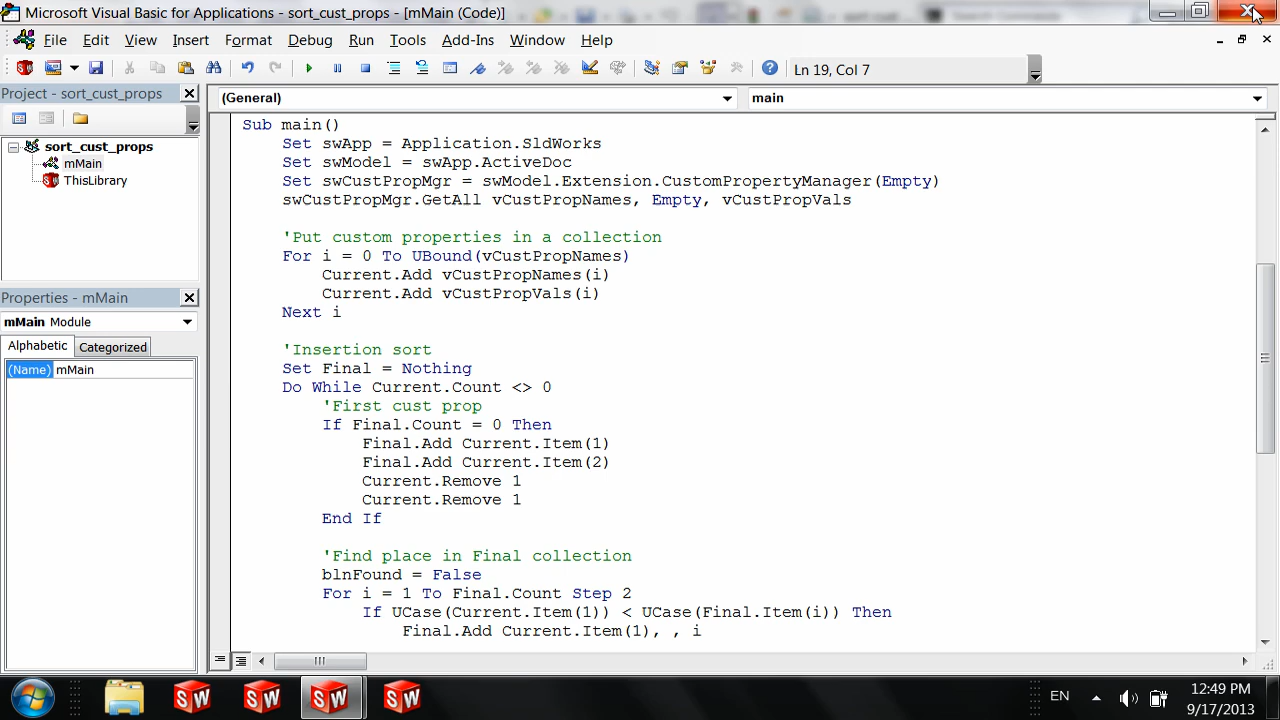 Microsoft Visual Basic for Applications - sort_cust_props - [mMain (Code)]
File Edit View Insert Format Debug Run Tools Add-Ins Window Help
Ln 19, Col 7
Project - sort_cust_props
sort_cust_props
mMain
ThisLibrary
Properties - mMain
mMain Module
Alphabetic Categorized
(Name) mMain
(General) main
Sub main()
Set swApp = Application.SldWorks
Set swModel = swApp.ActiveDoc
Set swCustPropMgr = swModel.Extension.CustomPropertyManager(Empty)
swCustPropMgr.GetAll vCustPropNames, Empty, vCustPropVals
'Put custom properties in a collection
For i = 0 To UBound(vCustPropNames)
Current.Add vCustPropNames(i)
Current.Add vCustPropVals(i)
Next i
'Insertion sort
Set Final = Nothing
Do While Current.Count <> 0
'First cust prop
If Final.Count = 0 Then
Final.Add Current.Item(1)
Final.Add Current.Item(2)
Current.Remove 1
Current.Remove 1
End If
'Find place in Final collection
blnFound = False
For i = 1 To Final.Count Step 2
If UCase(Current.Item(1)) < UCase(Final.Item(i)) Then
Final.Add Current.Item(1), , i
SW SW SW SW
EN
12:49 PM
9/17/2013